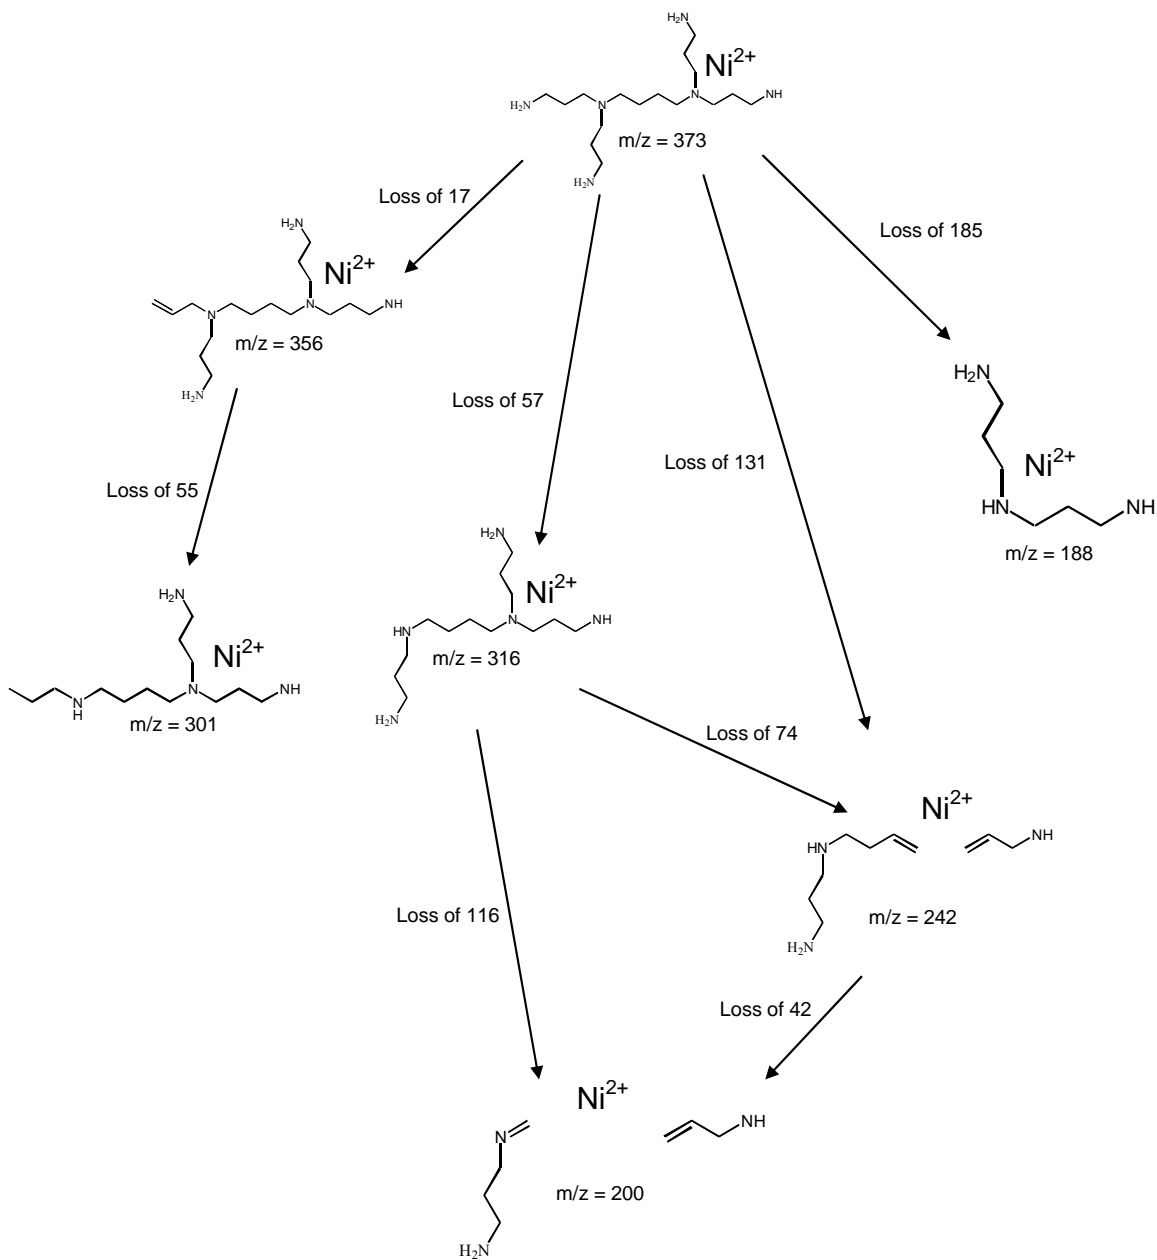 H₂N
H₂N
Ni²⁺
H₂N
N
N
NH
m/z = 373
H₂N
Loss of 17
Loss of 185
H₂N
Ni²⁺
N
N
NH
m/z = 356
H₂N
H₂N
Loss of 57
Ni²⁺
Loss of 131
HN
NH
Loss of 55
m/z = 188
H₂N
H₂N
Ni²⁺
HN
N
NH
Ni²⁺
m/z = 316
N
H
N
NH
m/z = 301
H₂N
Loss of 74
Ni²⁺
HN
NH
Loss of 116
m/z = 242
H₂N
Loss of 42
Ni²⁺
N
NH
m/z = 200
H₂N